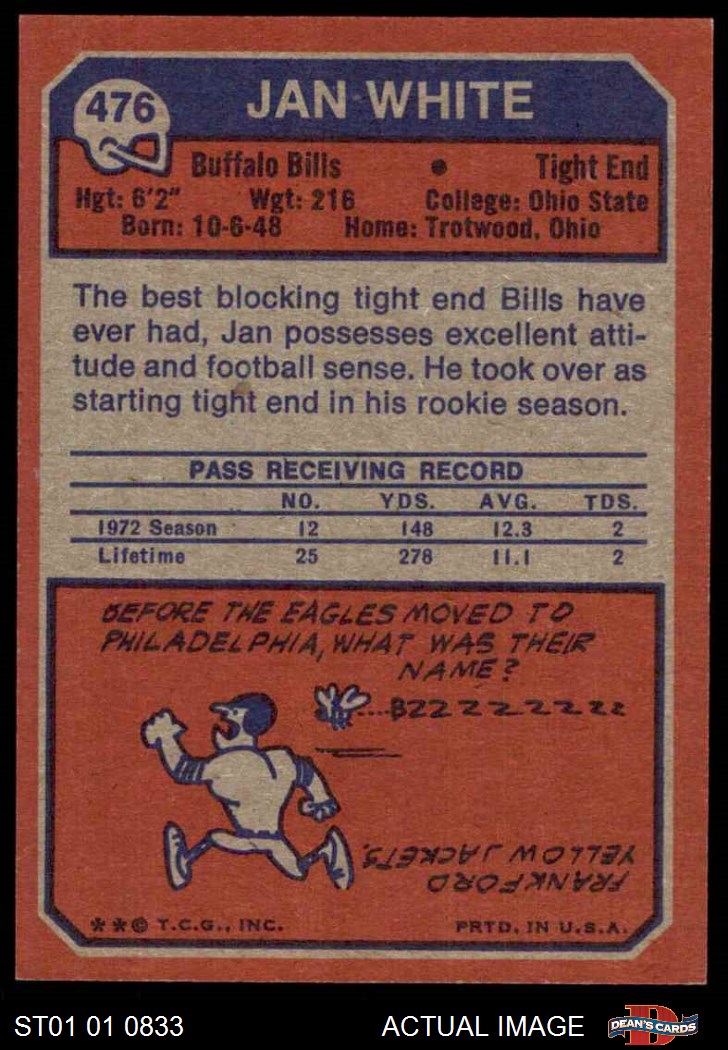 476
JAN WHITE
Buffalo Bills • Tight End
Hgt: 6'2" Wgt: 216 College: Ohio State
Born: 10-6-48 Home: Trotwood, Ohio
The best blocking tight end Bills have
ever had, Jan possesses excellent atti-
tude and football sense. He took over as
starting tight end in his rookie season.
PASS RECEIVING RECORD
NO. YDS. AVG. TDS.
1972 Season 12 148 12.3 2
Lifetime 25 278 11.1 2
BEFORE THE EAGLES MOVED TO
PHILADELPHIA, WHAT WAS THEIR
NAME?
BZZZZZZZZZ
FRANKFORD
YELLOW JACKETS.
**© T.C.G., INC. PRTD. IN U.S.A.
ST01 01 0833 ACTUAL IMAGE
D
DEAN'S CARDS